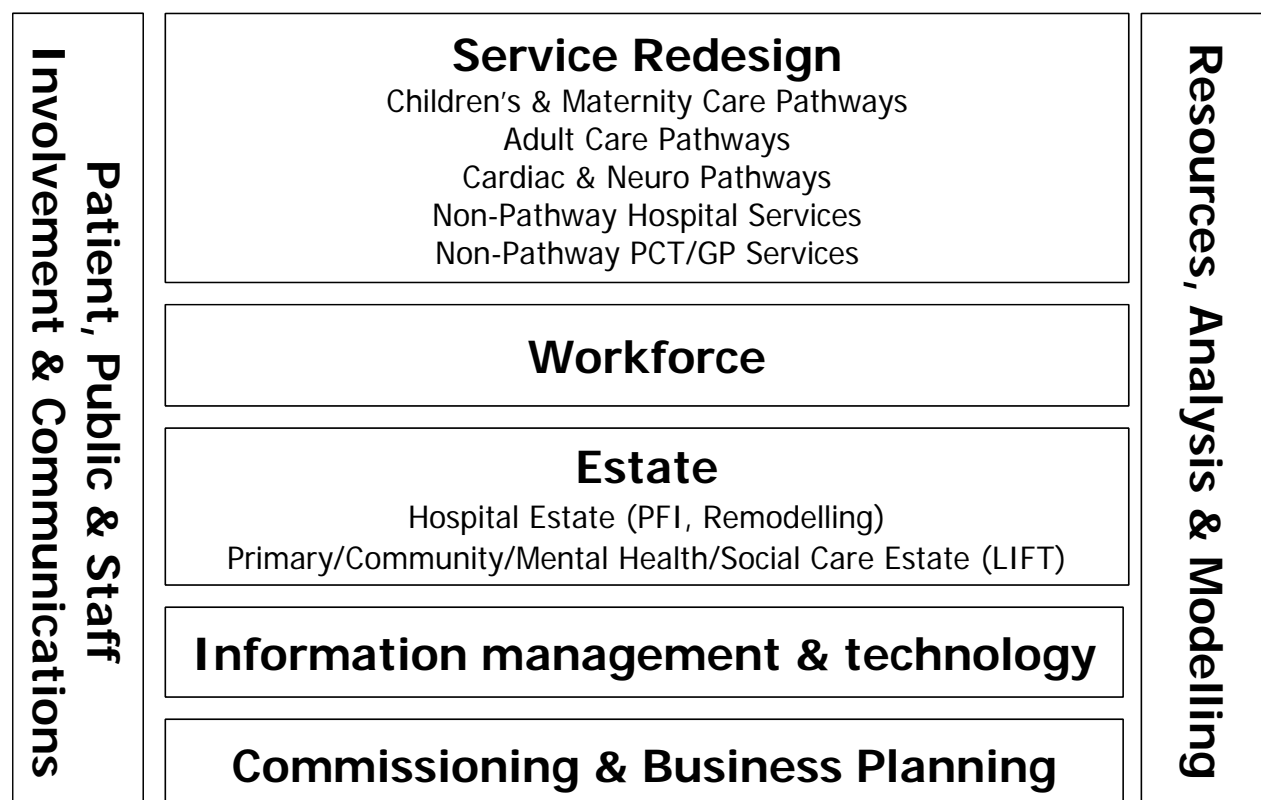 Patient, Public & Staff
Involvement & Communications
Service Redesign
Children's & Maternity Care Pathways
Adult Care Pathways
Cardiac & Neuro Pathways
Non-Pathway Hospital Services
Non-Pathway PCT/GP Services
Workforce
Estate
Hospital Estate (PFI, Remodelling)
Primary/Community/Mental Health/Social Care Estate (LIFT)
Information management & technology
Commissioning & Business Planning
Resources, Analysis & Modelling